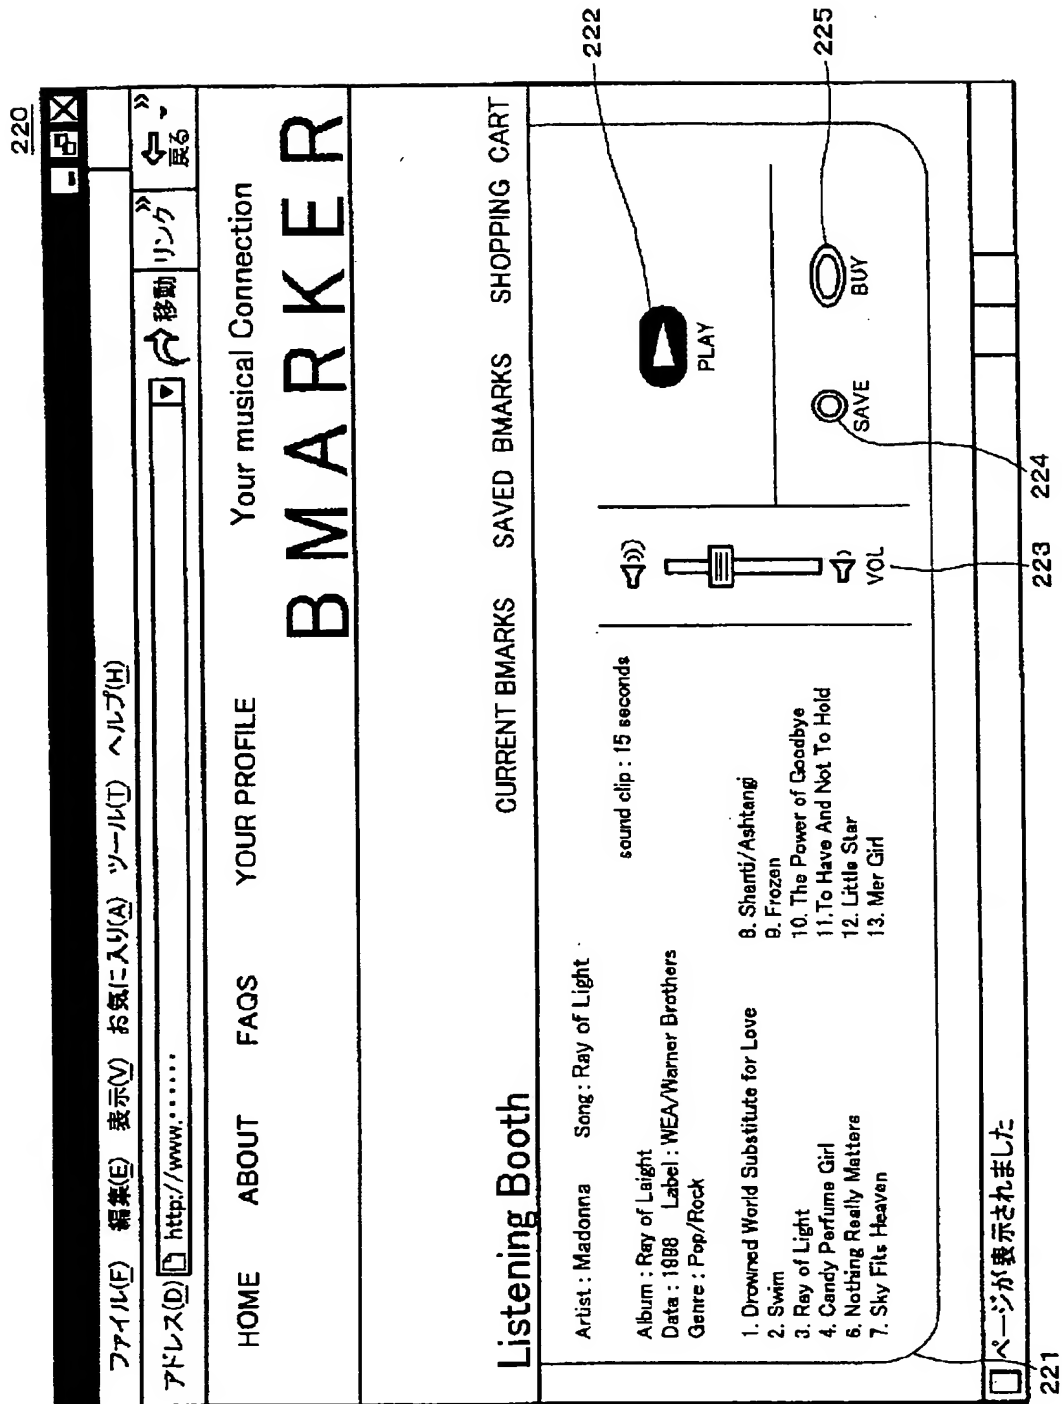 220
ファイル(F) 編集(E) 表示(V) お気に入り(A) ツール(T) ヘルプ(H)
アドレス(D) http://www.・・・・・・ 移動 リンク » 戻る »
HOME ABOUT FAQS YOUR PROFILE Your musical Connection
BMARKER
Listening Booth CURRENT BMARKS SAVED BMARKS SHOPPING CART
Artist : Madonna Song : Ray of Light
sound clip : 15 seconds
Album : Ray of Laight
Data : 1998 Label : WEA/Warner Brothers
Genre : Pop/Rock
1. Drowned World Substitute for Love
2. Swim
3. Ray of Light
4. Candy Perfume Girl
6. Nothing Really Matters
7. Sky Fits Heaven
8. Shanti/Ashtangi
9. Frozen
10. The Power of Goodbye
11.To Have And Not To Hold
12. Little Star
13. Mer Girl
VOL
PLAY
SAVE
BUY
ページが表示されました
221
222
223
224
225